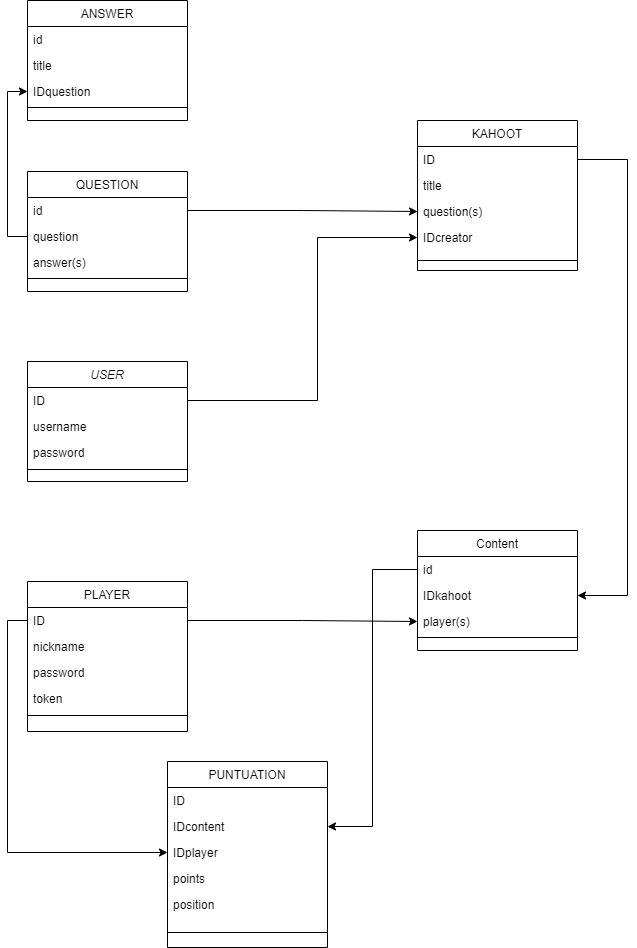 ANSWER
id
title
IDquestion
KAHOOT
ID
title
question(s)
IDcreator
QUESTION
id
question
answer(s)
USER
ID
username
password
Content
id
IDkahoot
player(s)
PLAYER
ID
nickname
password
token
PUNTUATION
ID
IDcontent
IDplayer
points
position